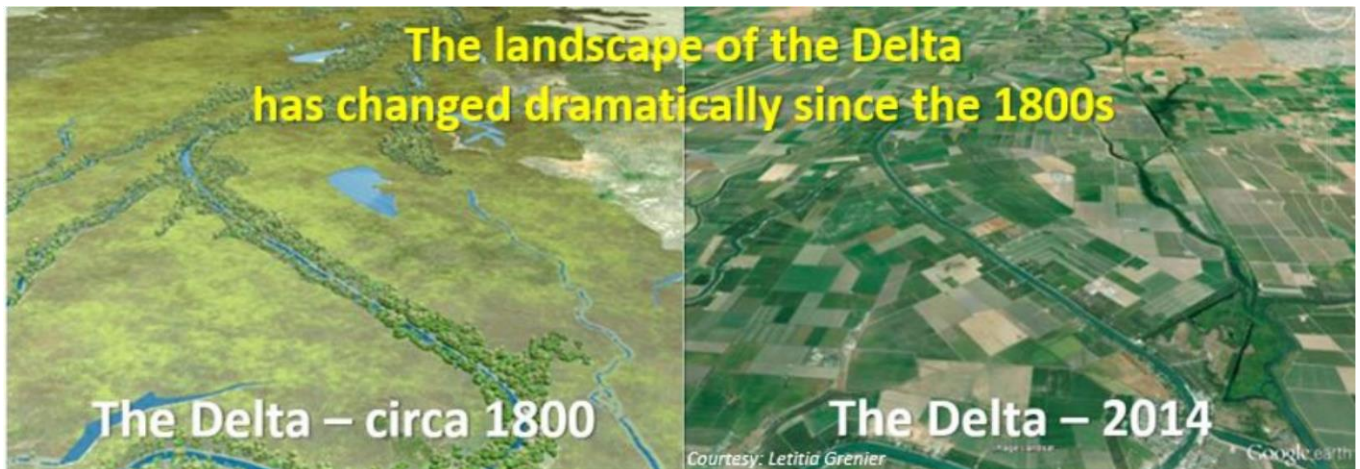 The landscape of the Delta
has changed dramatically since the 1800s
The Delta – circa 1800
The Delta – 2014
Courtesy: Letitia Grenier
Google earth